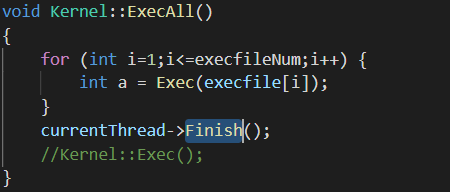 void Kernel::ExecAll()
{
    for (int i=1;i<=execfileNum;i++) {
        int a = Exec(execfile[i]);
    }
    currentThread->Finish();
    //Kernel::Exec();
}